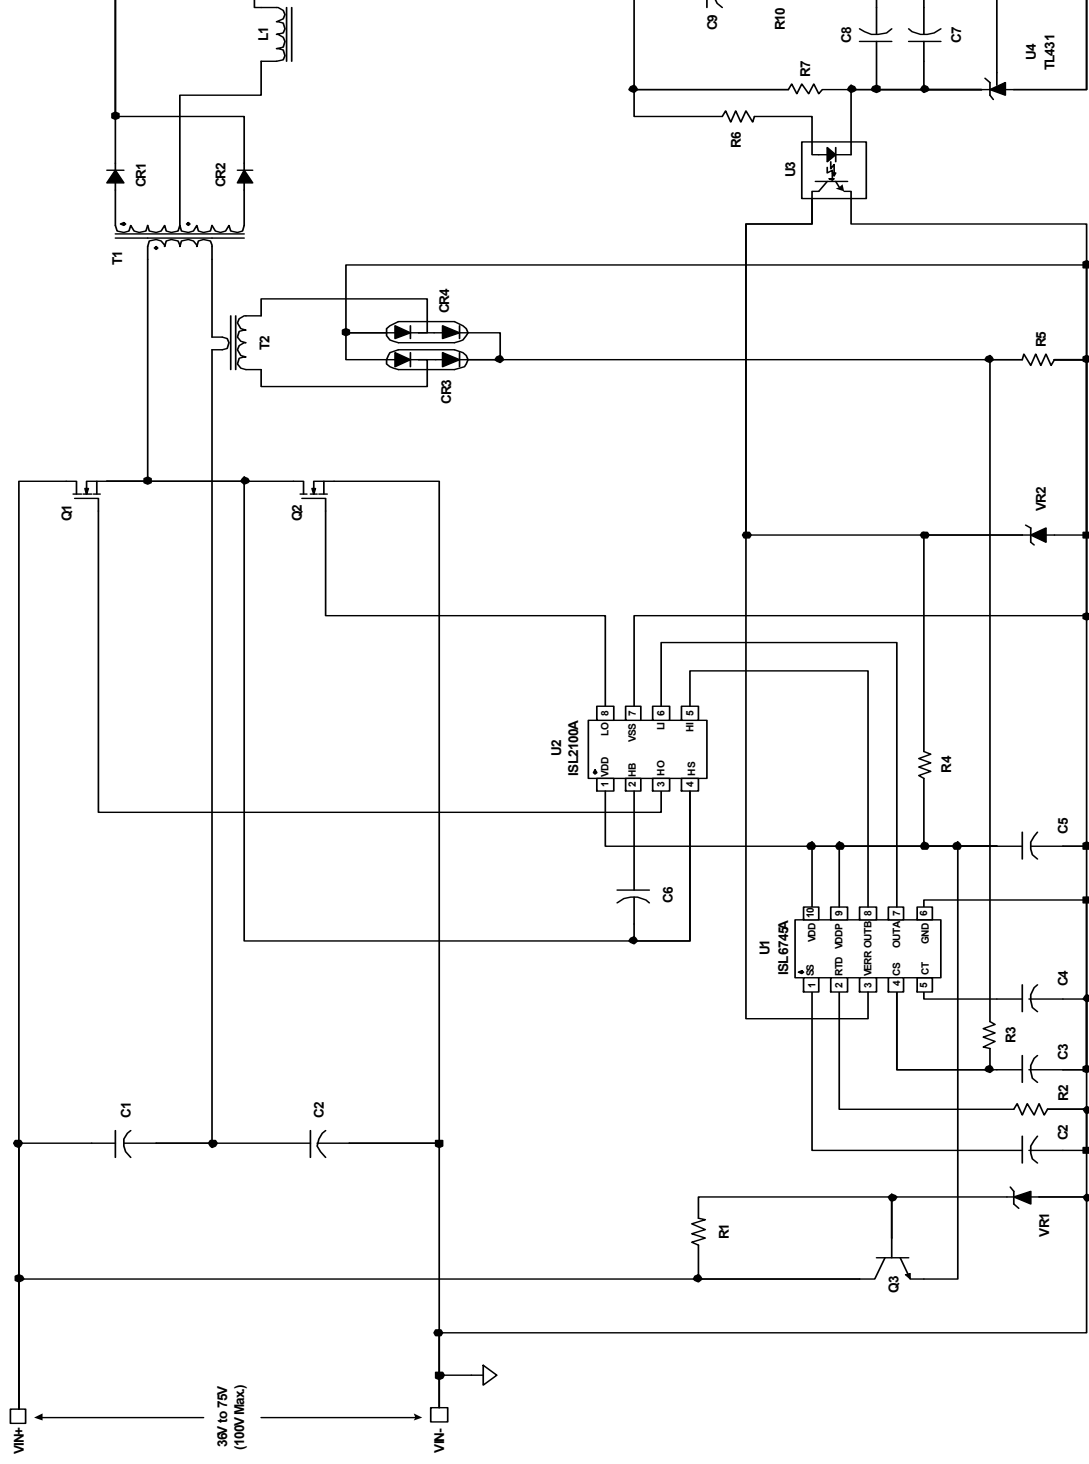 VIN+
36V to 75V
(100V Max.)
VIN-
R1
Q3
VR1
C1
C2
C2
R2
C3
R3
C4
U1
ISL6745A
1 SS
2 RTD
3 VERR
4 CS
5 CT
VDD 10
VDDP 9
OUTB 8
OUTA 7
GND 6
C5
C6
R4
U2
ISL2100A
1 VDD
2 HB
3 HO
4 HS
LO 8
VSS 7
LI 6
HI 5
Q1
Q2
VR2
CR3
CR4
T2
R5
T1
CR1
CR2
U3
R6
R7
L1
C9
R10
C8
C7
U4
TL431